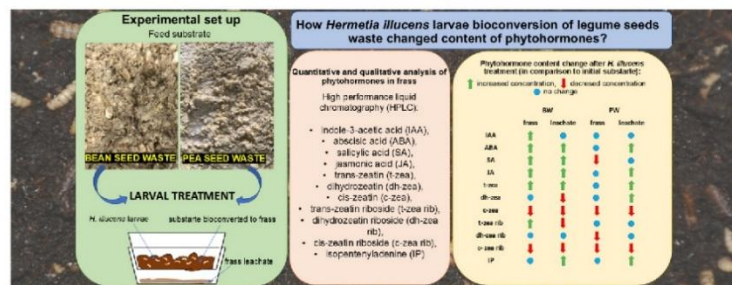 Experimental set up
Feed substrate
BEAN SEED WASTE
PEA SEED WASTE
LARVAL TREATMENT
H. illucens larvae
substarte bioconverted to frass
frass leachate
How Hermetia illucens larvae bioconversion of legume seeds
waste changed content of phytohormones?
Quantitative and qualitative analysis of
phytohormones in frass
High performance liquid
chromatography (HPLC):
• indole-3-acetic acid (IAA),
• abscisic acid (ABA),
• salicylic acid (SA),
• jasmonic acid (JA),
• trans-zeatin (t-zea),
• dihydrozeatin (dh-zea),
• cis-zeatin (c-zea),
• trans-zeatin riboside (t-zea rib),
• dihydrozeatin riboside (dh-zea
rib),
• cis-zeatin riboside (c-zea rib),
• isopentenyladenine (IP)
Phytohormone content change after H. illucens
treatment (in comparison to initial substarte):
↑ increased concentration, ↓ decresed concentration
● no change
BW PW
frass leachate frass leachate
IAA ↑ ● ● ●
ABA ↑ ↑ ● ↑
SA ↑ ↑ ↓ ●
JA ↑ ↑ ● ↑
t-zea ↑ ↑ ● ↑
dh-zea ● ↓ ● ↑
c-zea ↓ ↓ ↓ ↓
t-zea rib ↑ ↓ ● ●
dh-zea rib ● ● ↓ ●
c-zea rib ↓ ↓ ↓ ↓
IP ● ↑ ● ↑